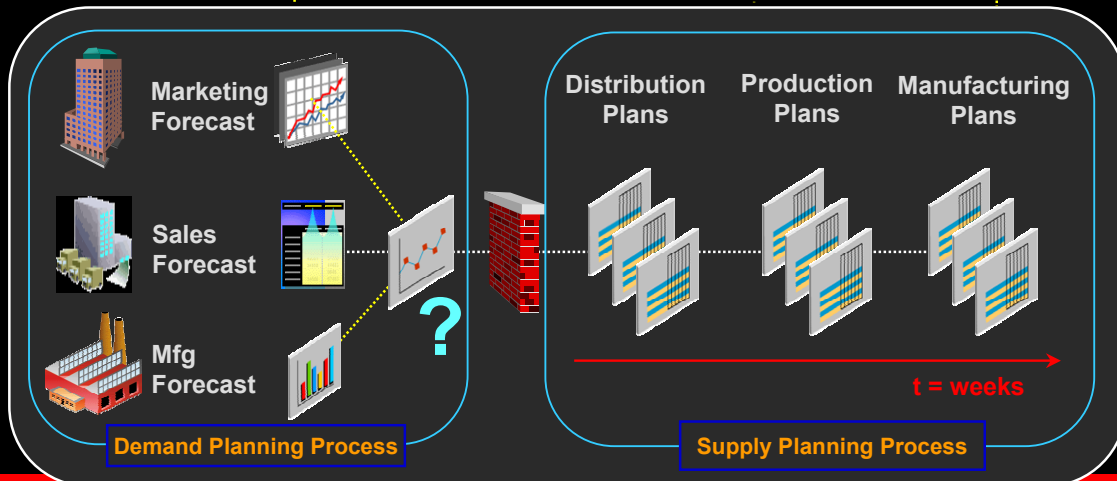 Marketing
Forecast
Sales
Forecast
Mfg
Forecast
?
Demand Planning Process
Distribution
Plans
Production
Plans
Manufacturing
Plans
t = weeks
Supply Planning Process